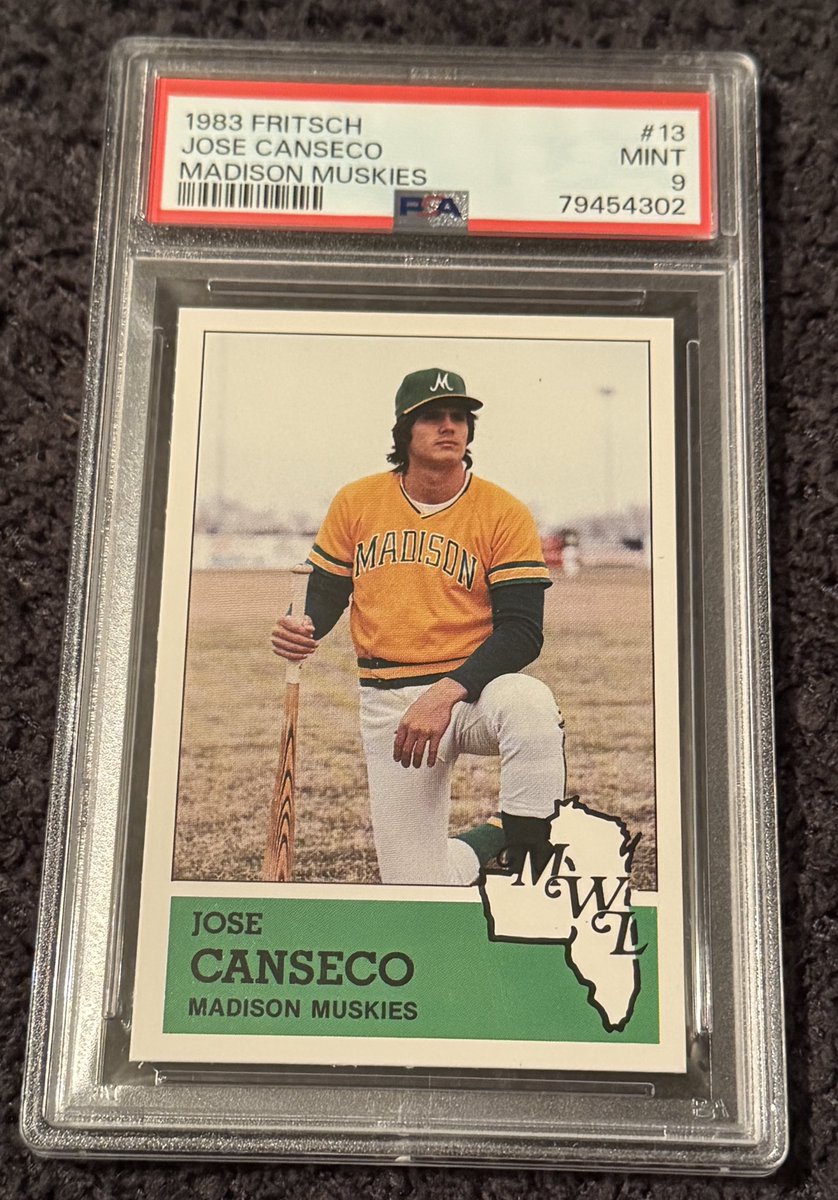 1983 FRITSCH #13
JOSE CANSECO MINT
MADISON MUSKIES 9
PSA 79454302
M
MADISON
MWL
JOSE
CANSECO
MADISON MUSKIES